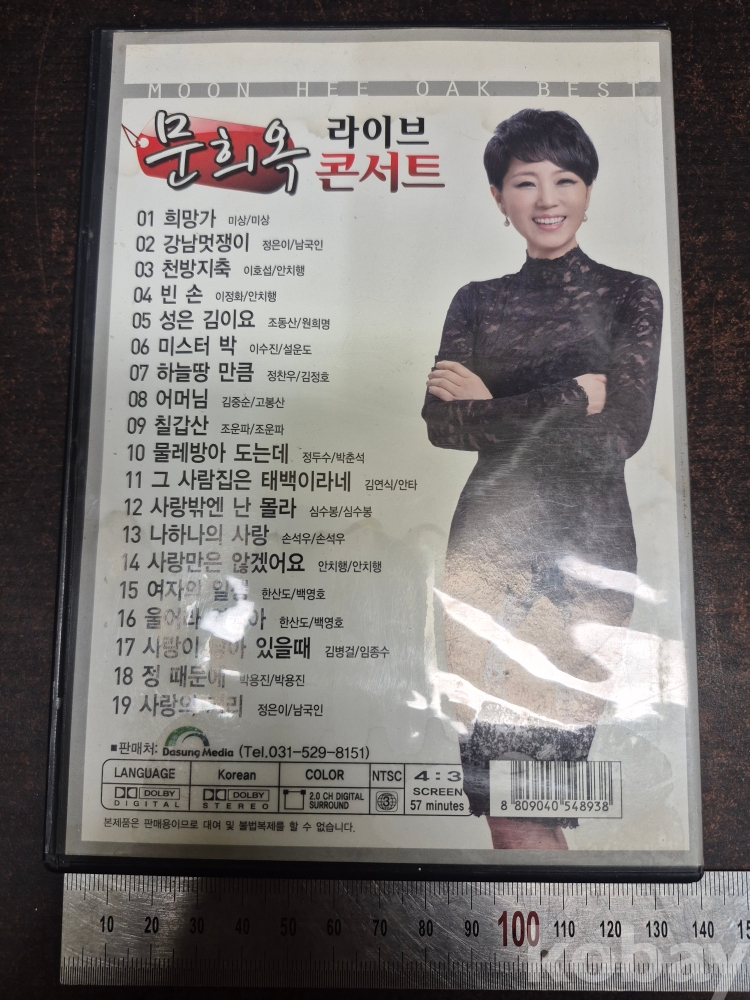 MOON HEE OAK BEST
문희옥 라이브 콘서트
01 희망가 미상/미상
02 강남멋쟁이 정은이/남국인
03 천방지축 이호섭/안치행
04 빈 손 이정화/안치행
05 성은 김이요 조동산/원희명
06 미스터 박 이수진/설운도
07 하늘땅 만큼 정찬우/김정호
08 어머님 김중순/고봉산
09 칠갑산 조운파/조운파
10 물레방아 도는데 정두수/박춘석
11 그 사람집은 태백이라네 김연식/안타
12 사랑밖엔 난 몰라 심수봉/심수봉
13 나하나의 사랑 손석우/손석우
14 사랑만은 않겠어요 안치행/안치행
15 여자의 한산도/백영호
16 한산도/백영호
17 사랑이 있을때 김병걸/임종수
18 정 때문에 박용진/박용진
19 사랑의 정은이/남국인
■판매처: Dasung Media (Tel.031-529-8151)
LANGUAGE Korean COLOR NTSC 4:3
DOLBY DIGITAL DOLBY STEREO 2.0 CH DIGITAL SURROUND 3 SCREEN 57 minutes
8 809040 548938
본제품은 판매용이므로 대여 및 불법복제를 할 수 없습니다.
10 20 30 40 50 60 70 80 90 100 110 120 130 140
kobay